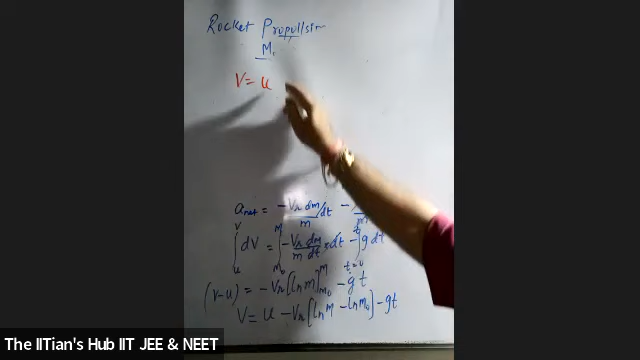 Rocket Propulsion
M₀
V = u
a_net = -V_r dm/dt / m -
∫_u^V dV = ∫_{M₀}^M -V_r dm/m dt × dt - ∫_{t=0}^t g dt
(V-u) = -V_r [ln m]_{M₀}^M - g t
V = u - V_r [ln M - ln M₀] - gt
The IITian's Hub IIT JEE & NEET